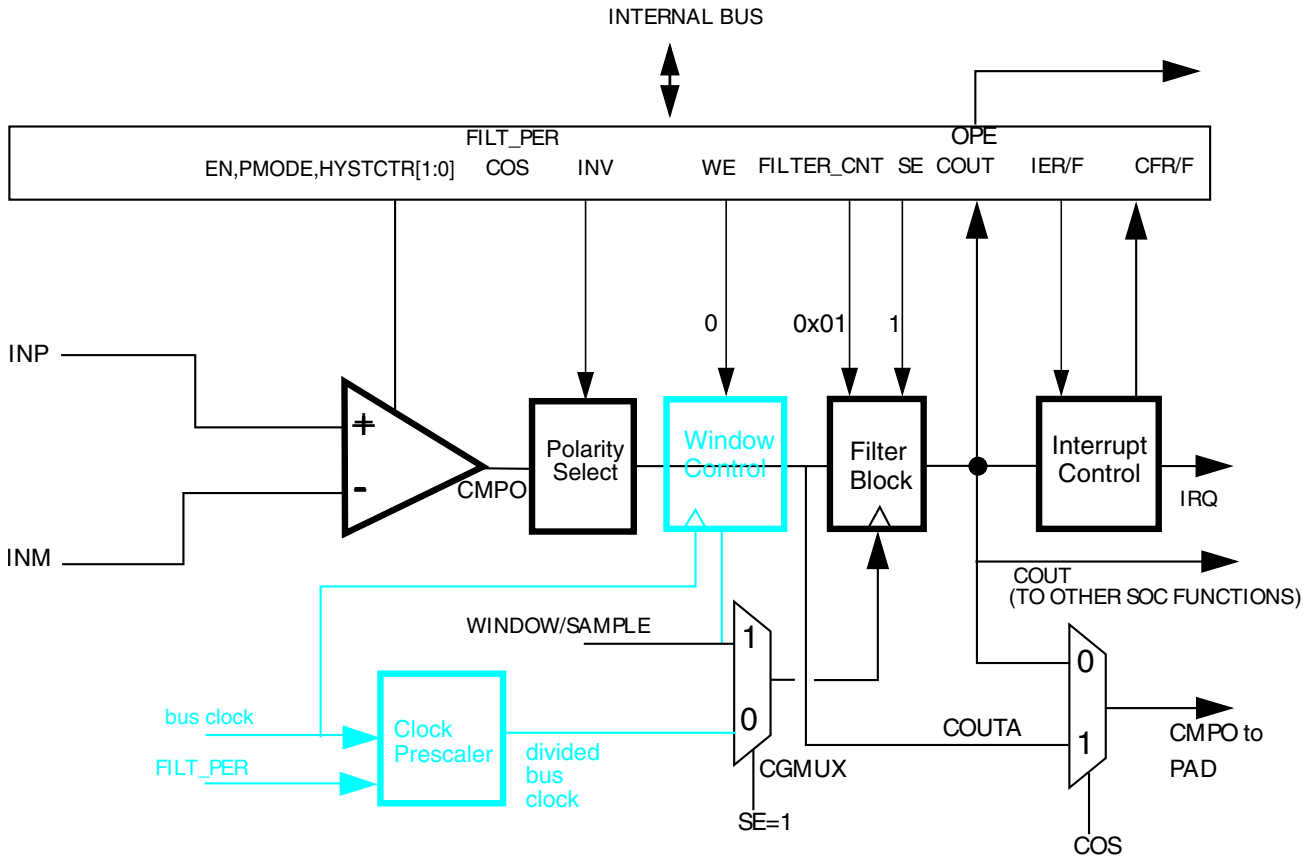 INTERNAL BUS
FILT_PER
OPE
EN,PMODE,HYSTCTR[1:0]
COS
INV
WE
FILTER_CNT
SE
COUT
IER/F
CFR/F
0
0x01
1
INP
+
-
INM
CMPO
Polarity
Select
Window
Control
Filter
Block
Interrupt
Control
IRQ
COUT
(TO OTHER SOC FUNCTIONS)
WINDOW/SAMPLE
1
0
CGMUX
SE=1
bus clock
FILT_PER
Clock
Prescaler
divided
bus
clock
COUTA
0
1
CMPO to
PAD
COS